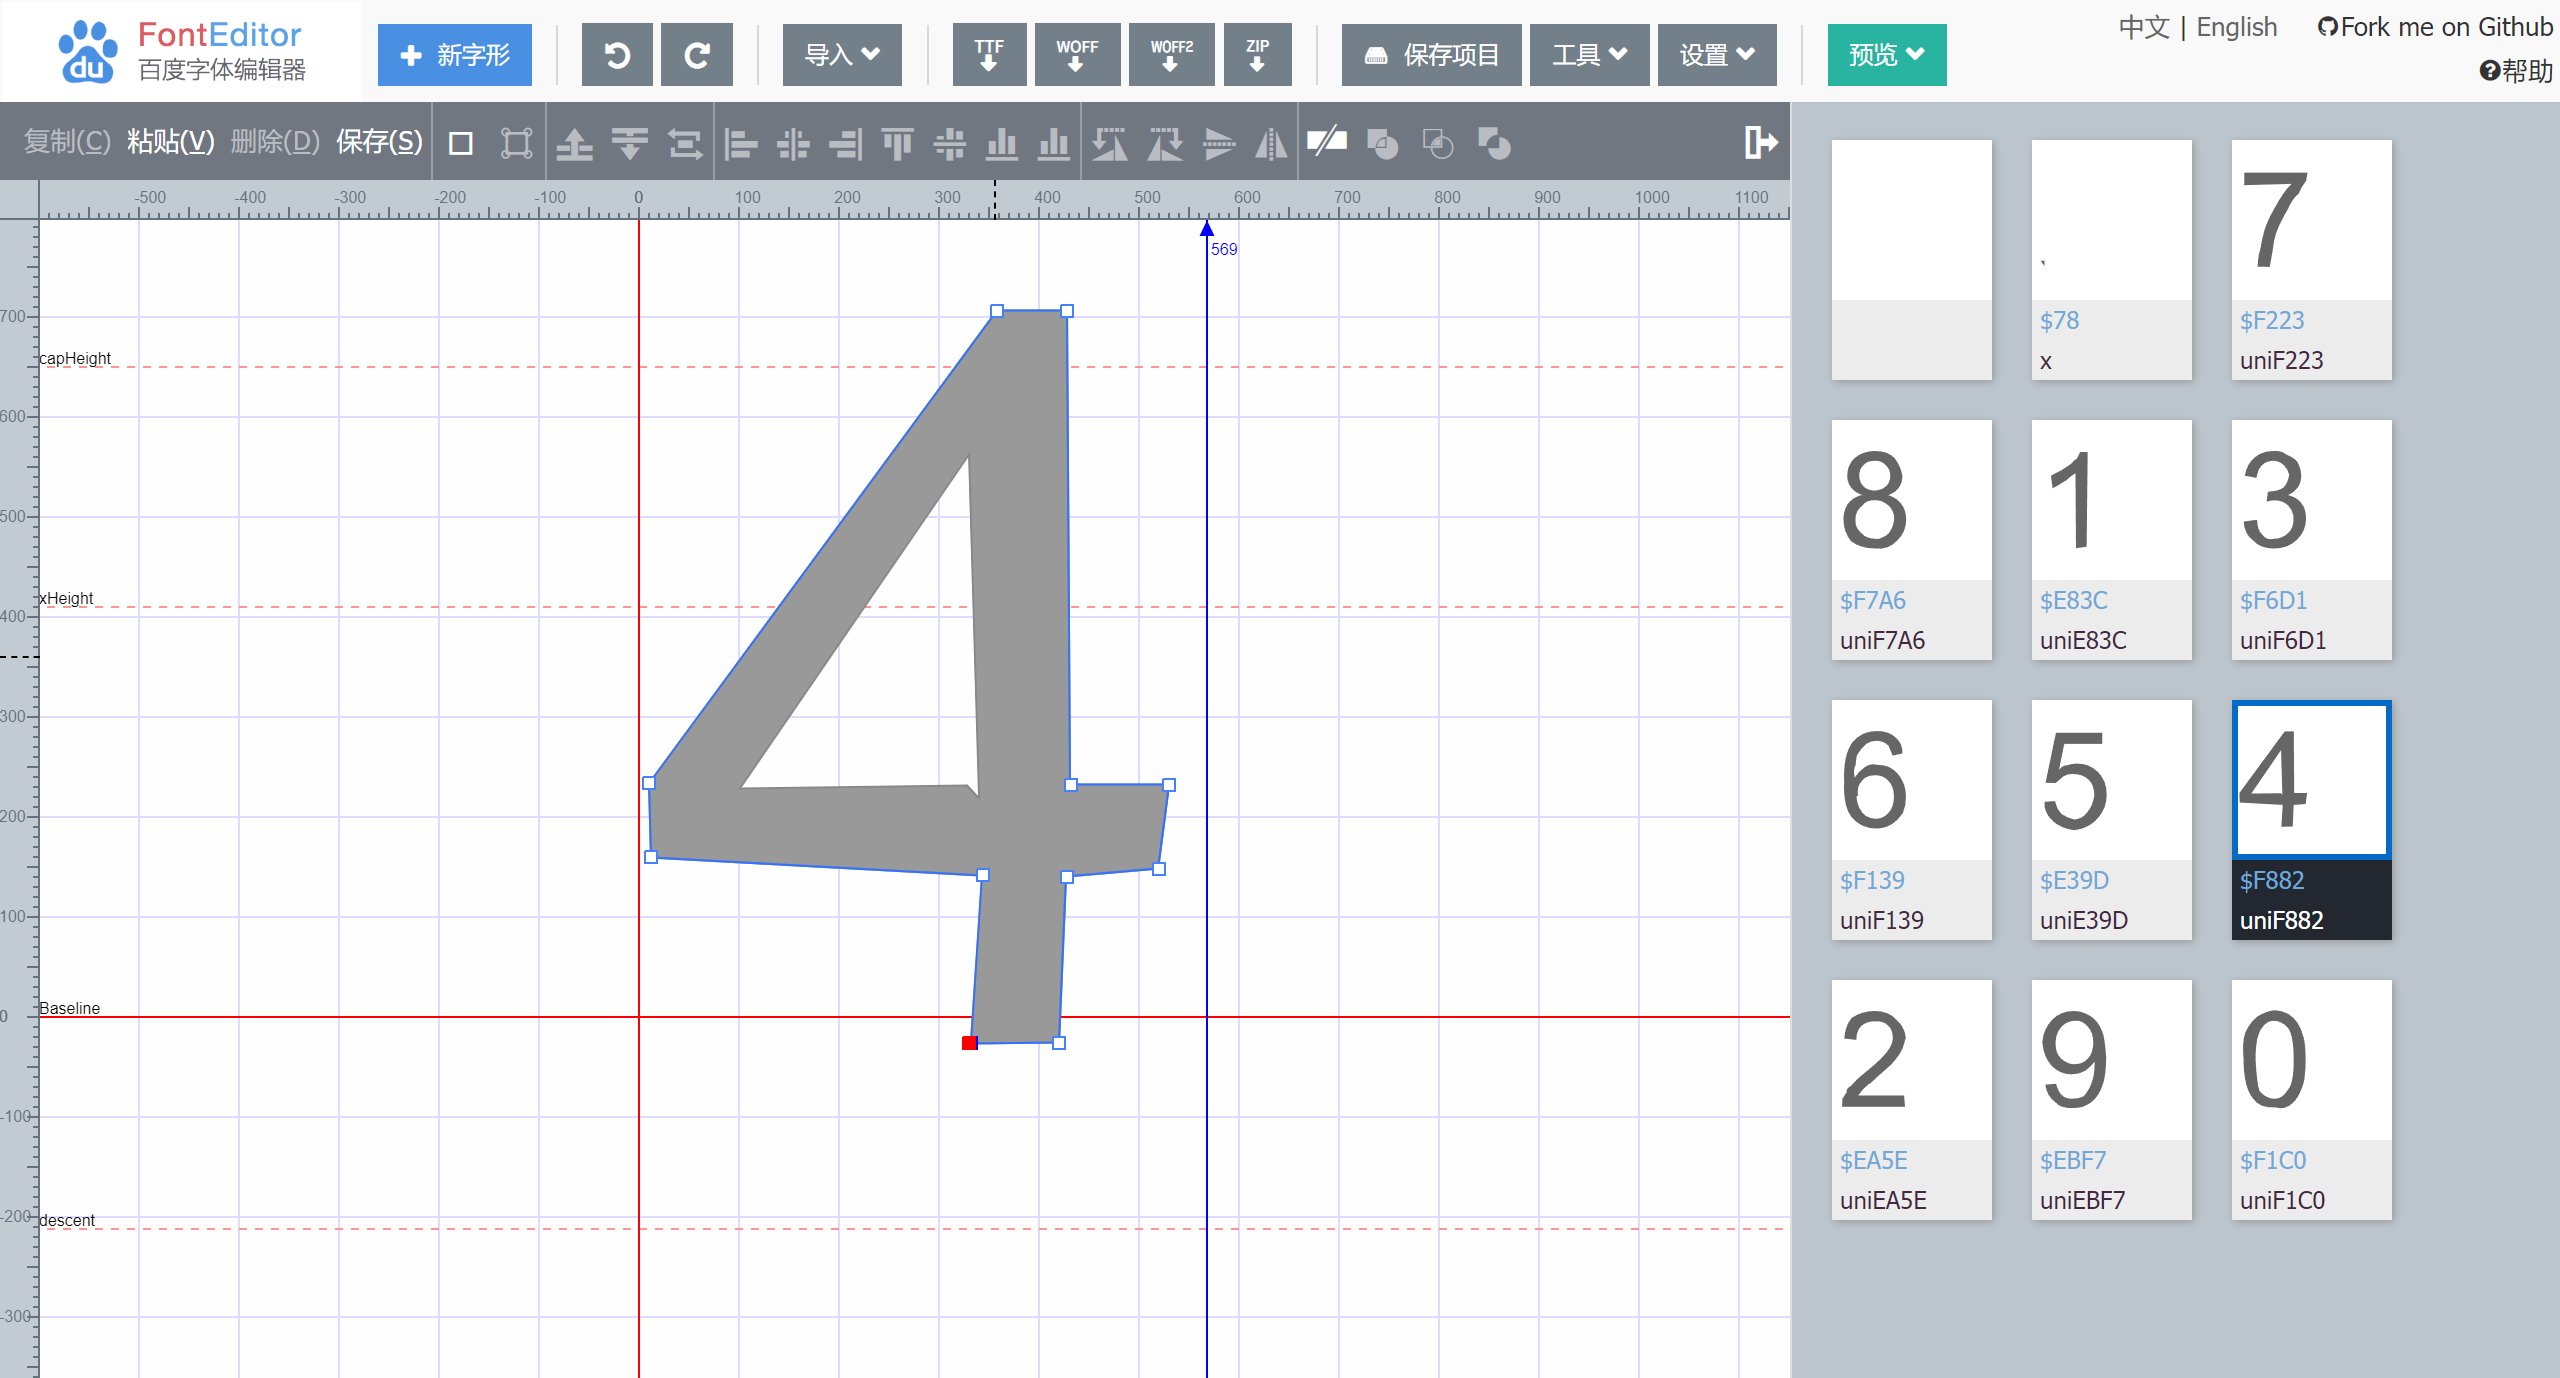 du FontEditor
百度字体编辑器
新字形
导入
TTF
WOFF
WOFF2
ZIP
保存项目
工具
设置
预览
中文 | English
Fork me on Github
帮助
复制(C) 粘贴(V) 删除(D) 保存(S)
-500 -400 -300 -200 -100 0 100 200 300 400 500 600 700 800 900 1000 1100
569
700
capHeight
600
500
xHeight
400
300
200
100
Baseline
0
-100
-200
descent
-300
4
7
$78
x
$F223
uniF223
8
1
3
$F7A6
uniF7A6
$E83C
uniE83C
$F6D1
uniF6D1
6
5
4
$F139
uniF139
$E39D
uniE39D
$F882
uniF882
2
9
0
$EA5E
uniEA5E
$EBF7
uniEBF7
$F1C0
uniF1C0